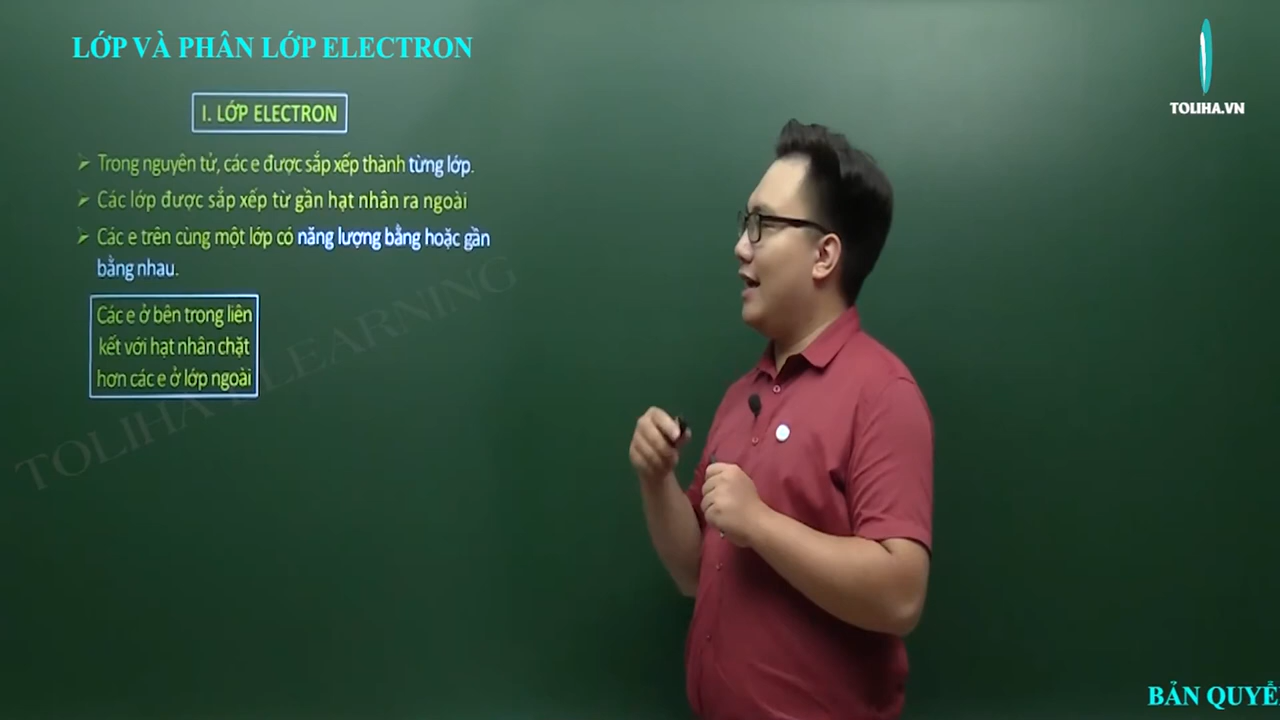 LỚP VÀ PHÂN LỚP ELECTRON
TOLIHA.VN
I. LỚP ELECTRON
Trong nguyên tử, các e được sắp xếp thành từng lớp.
Các lớp được sắp xếp từ gần hạt nhân ra ngoài
Các e trên cùng một lớp có năng lượng bằng hoặc gần
bằng nhau.
Các e ở bên trong liên
kết với hạt nhân chặt
hơn các e ở lớp ngoài
BẢN QUYỀ